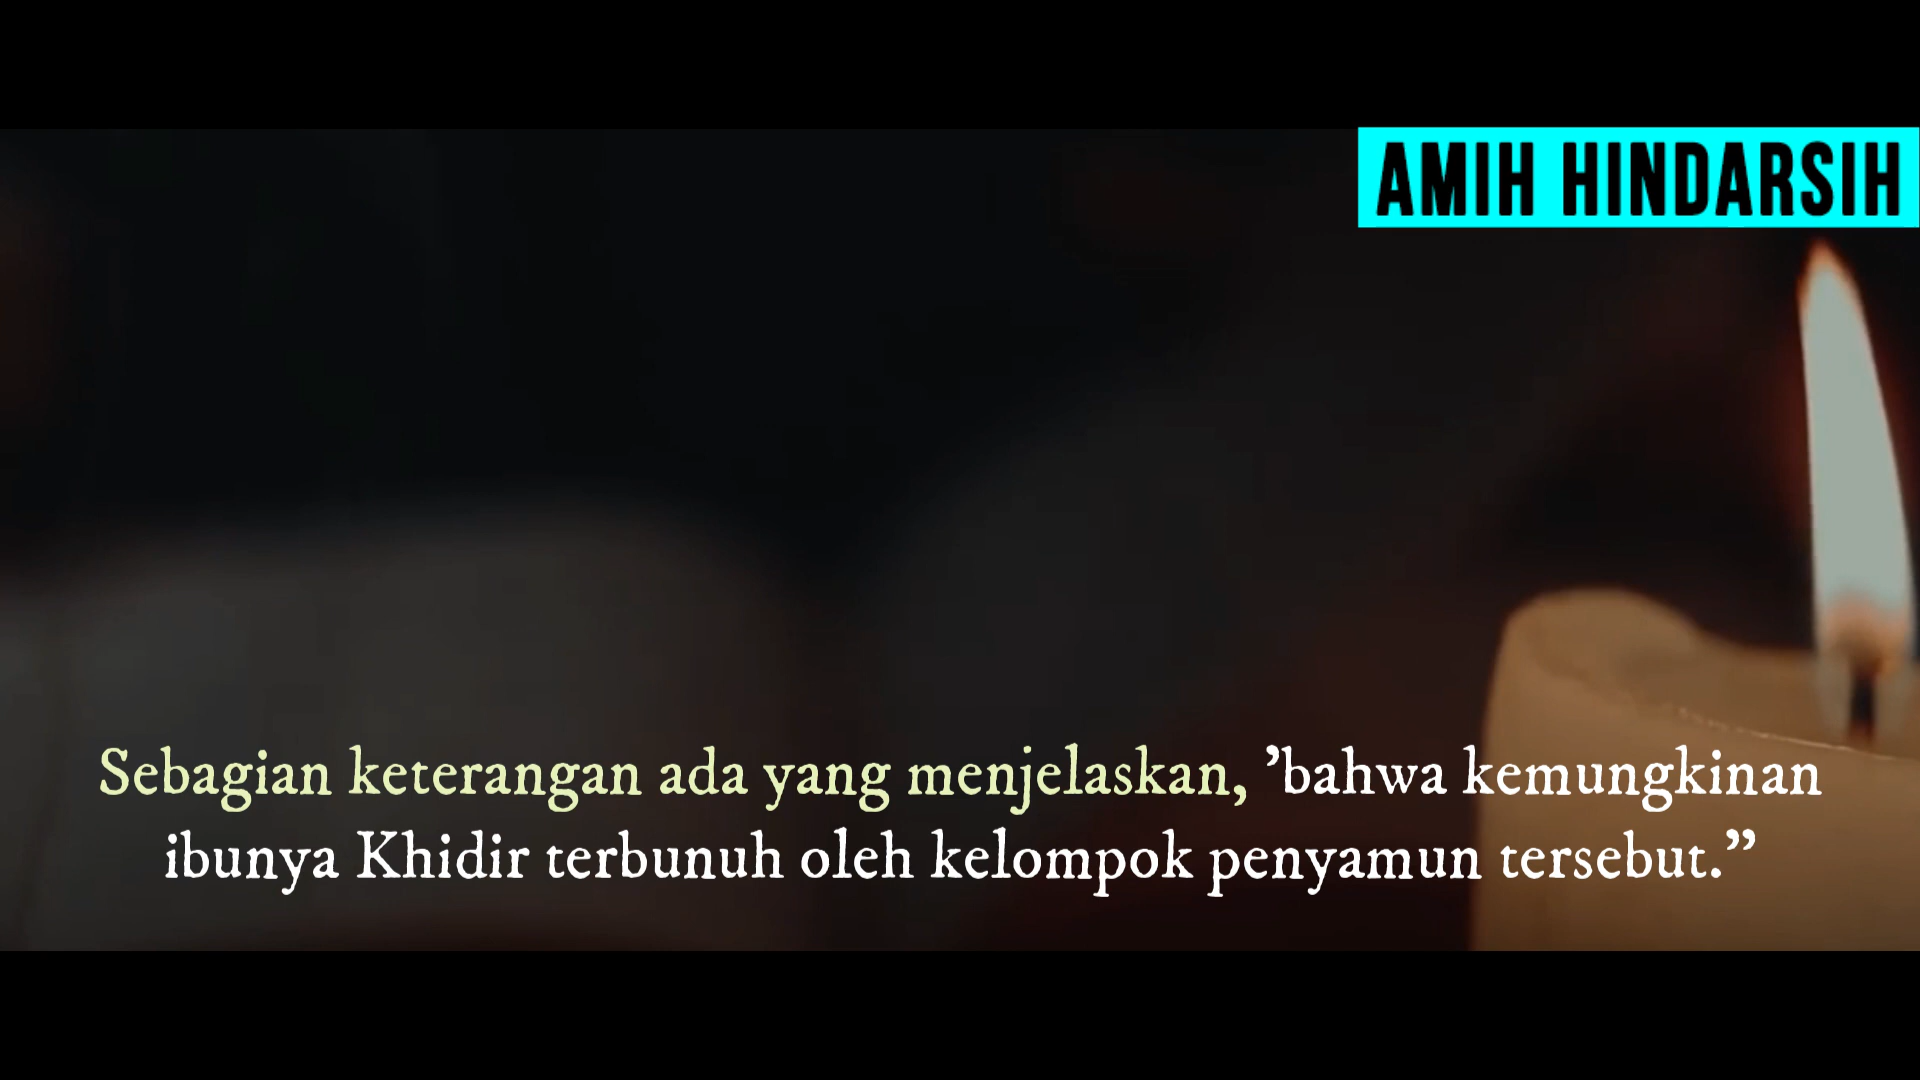 AMIH HINDARSIH
Sebagian keterangan ada yang menjelaskan, ’bahwa kemungkinan
ibunya Khidir terbunuh oleh kelompok penyamun tersebut.”